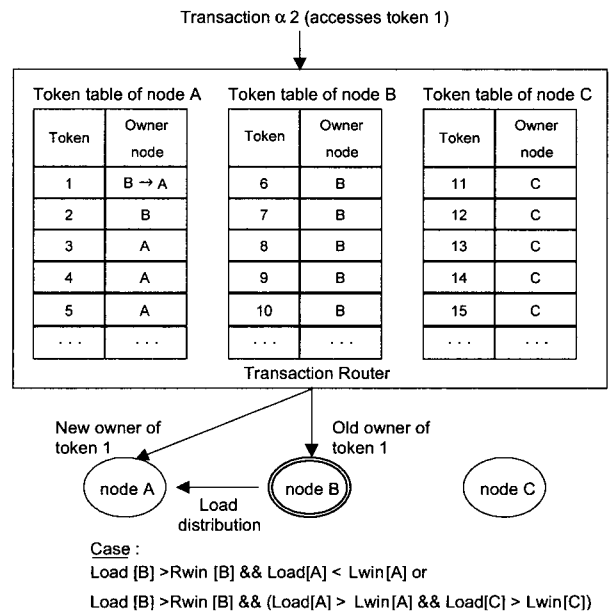 Transaction α 2 (accesses token 1)
Token table of node A
Token Owner node
1 B → A
2 B
3 A
4 A
5 A
... ...
Token table of node B
Token Owner node
6 B
7 B
8 B
9 B
10 B
... ...
Token table of node C
Token Owner node
11 C
12 C
13 C
14 C
15 C
... ...
Transaction Router
New owner of
token 1
Old owner of
token 1
node A
Load
distribution
node B
node C
Case :
Load [B] >Rwin [B] && Load[A] < Lwin[A] or
Load [B] >Rwin [B] && (Load[A] > Lwin[A] && Load[C] > Lwin[C])